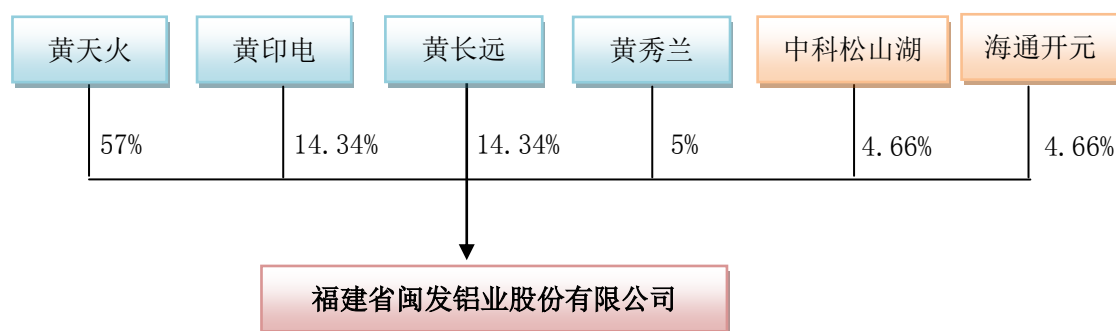 黄天火
黄印电
黄长远
黄秀兰
中科松山湖
海通开元
57%
14.34%
14.34%
5%
4.66%
4.66%
福建省闽发铝业股份有限公司